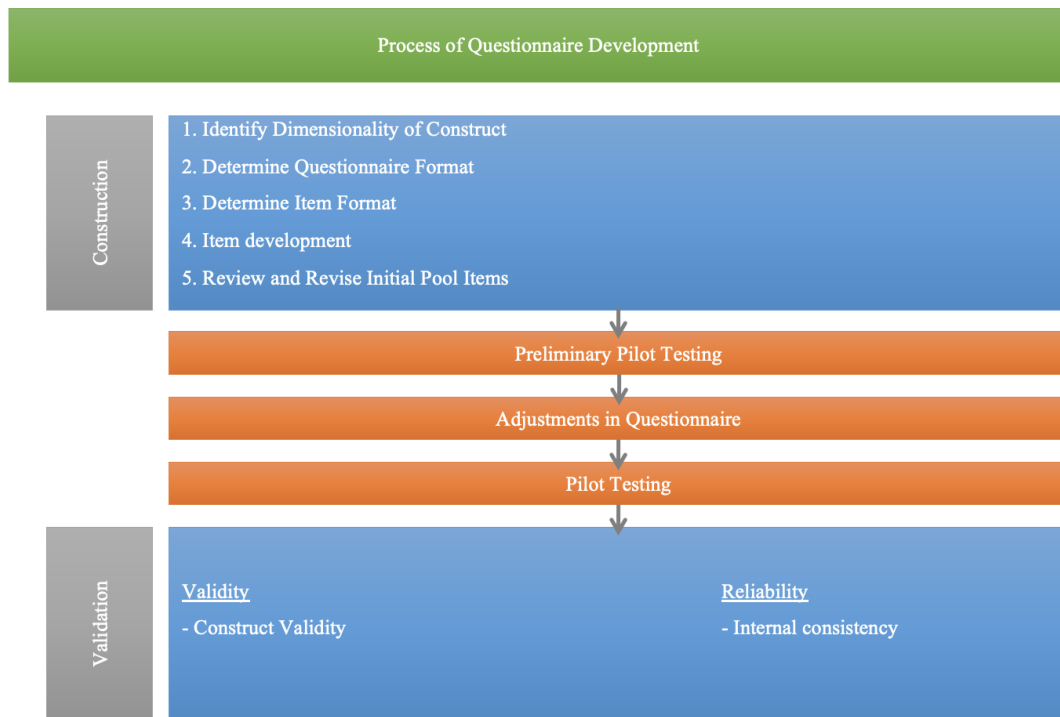 Process of Questionnaire Development
Construction
1. Identify Dimensionality of Construct
2. Determine Questionnaire Format
3. Determine Item Format
4. Item development
5. Review and Revise Initial Pool Items
Preliminary Pilot Testing
Adjustments in Questionnaire
Pilot Testing
Validation
Validity
- Construct Validity
Reliability
- Internal consistency